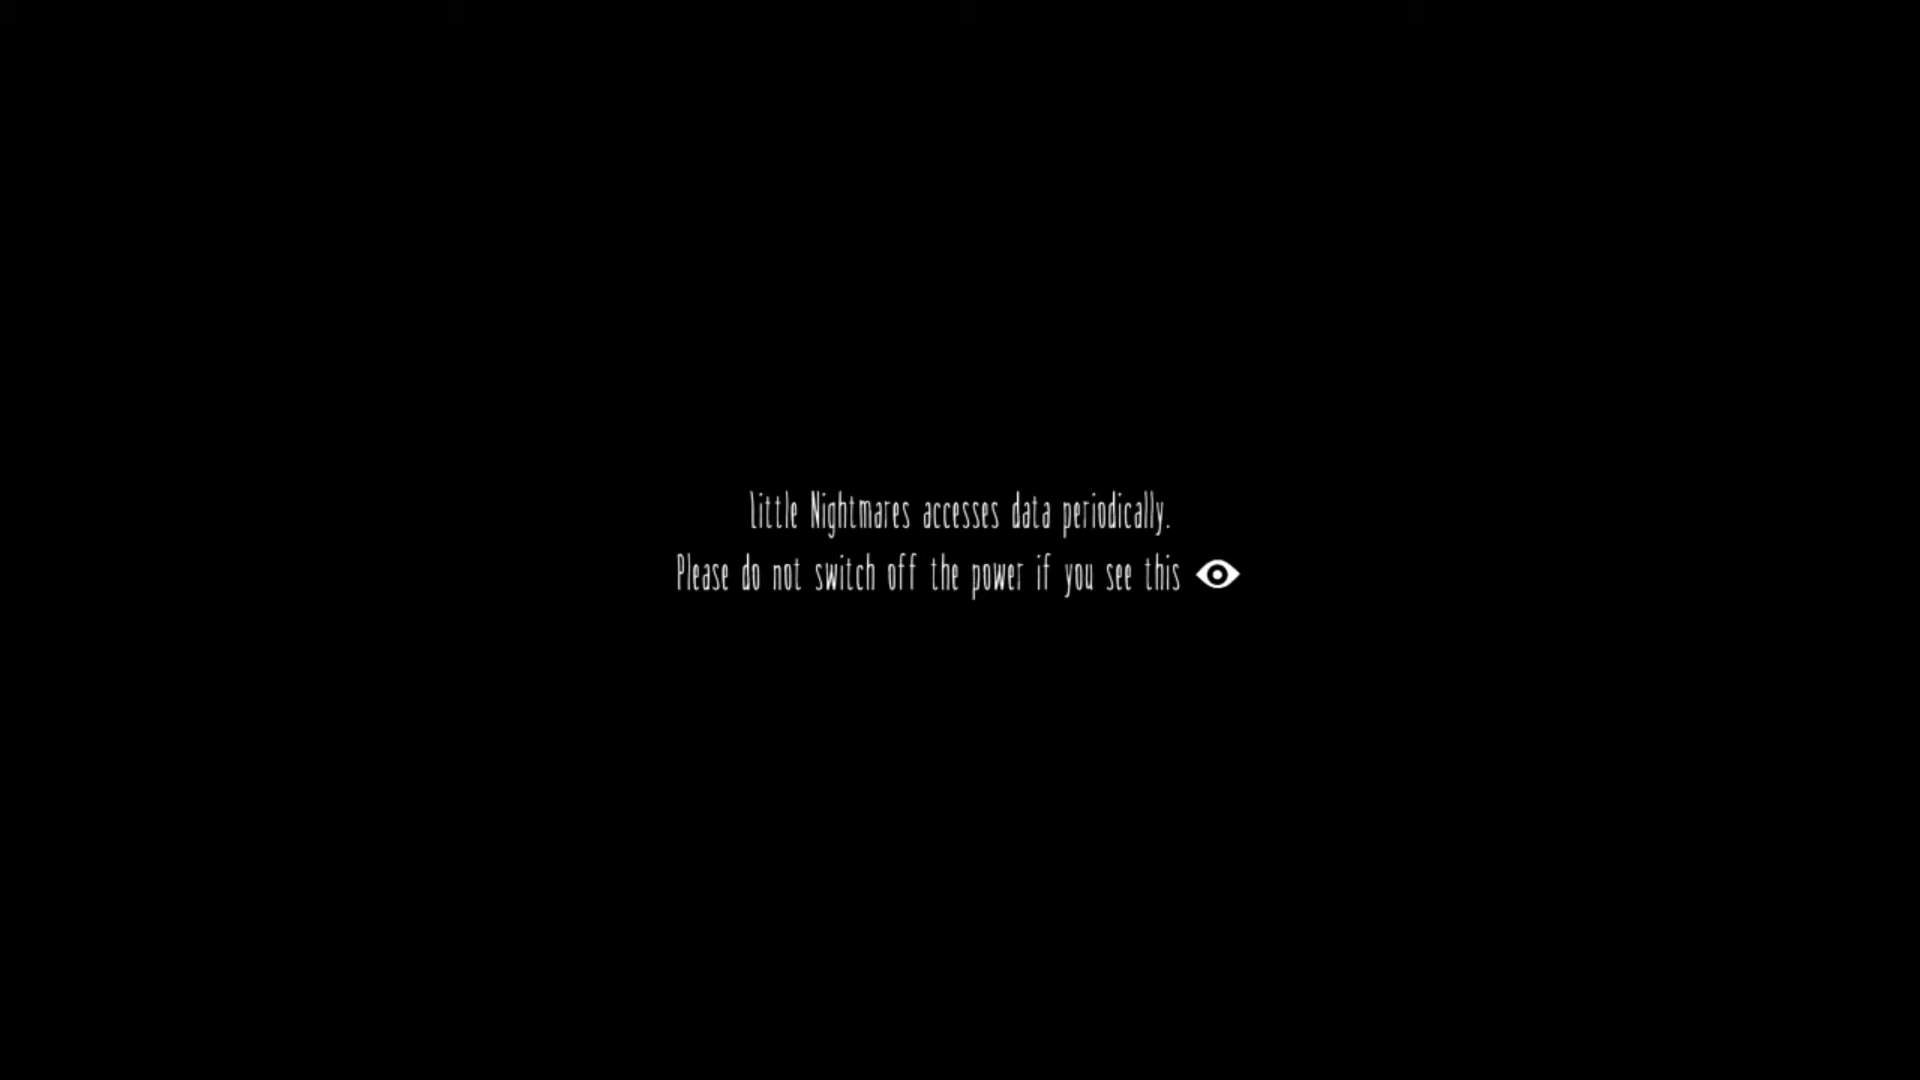 Little Nightmares accesses data periodically.
Please do not switch off the power if you see this